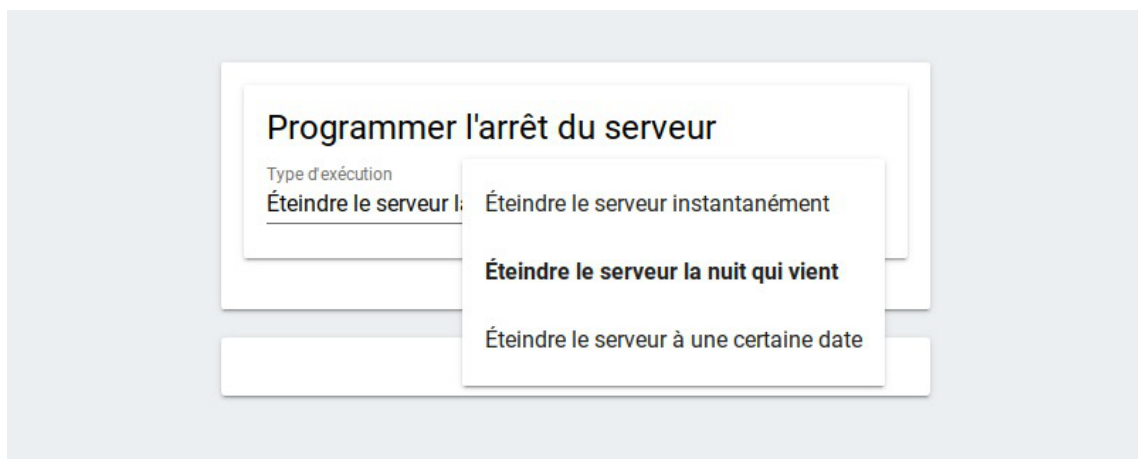 Programmer l'arrêt du serveur
Type d'exécution
Éteindre le serveur
Éteindre le serveur instantanément
Éteindre le serveur la nuit qui vient
Éteindre le serveur à une certaine date